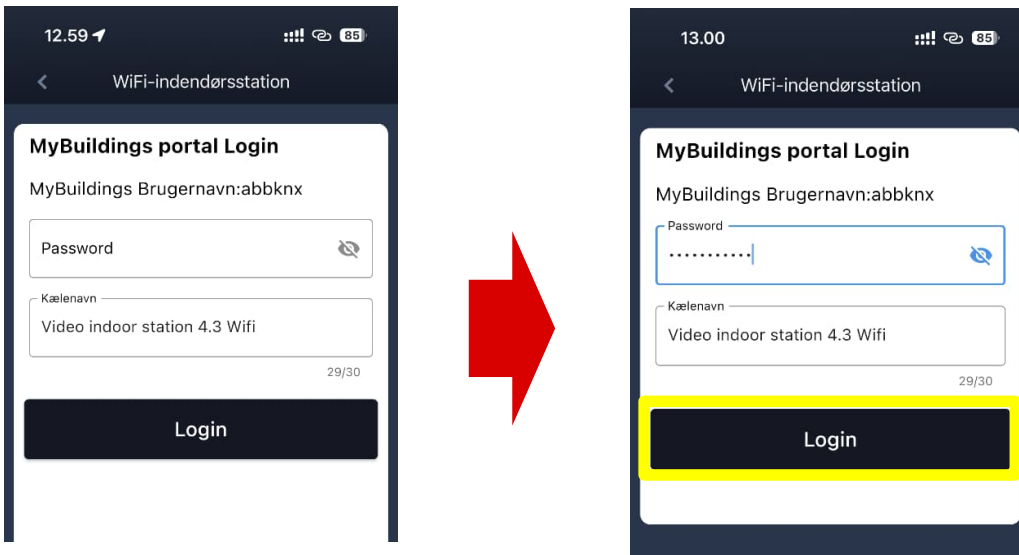 12.59
85
WiFi-indendørsstation
MyBuildings portal Login
MyBuildings Brugernavn:abbknx
Password
Kælenavn
Video indoor station 4.3 Wifi
29/30
Login
13.00
85
WiFi-indendørsstation
MyBuildings portal Login
MyBuildings Brugernavn:abbknx
Password
•••••••••••
Kælenavn
Video indoor station 4.3 Wifi
29/30
Login